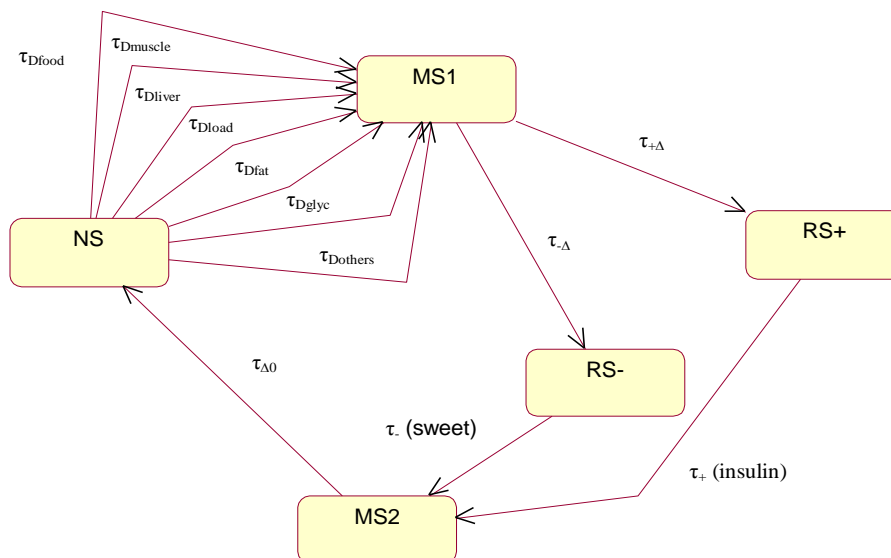 τDfood
τDmuscle
MS1
τDliver
τDload
τ+Δ
τDfat
τDglyc
NS
RS+
τDothers
τ-Δ
τΔ0
RS-
τ- (sweet)
τ+ (insulin)
MS2